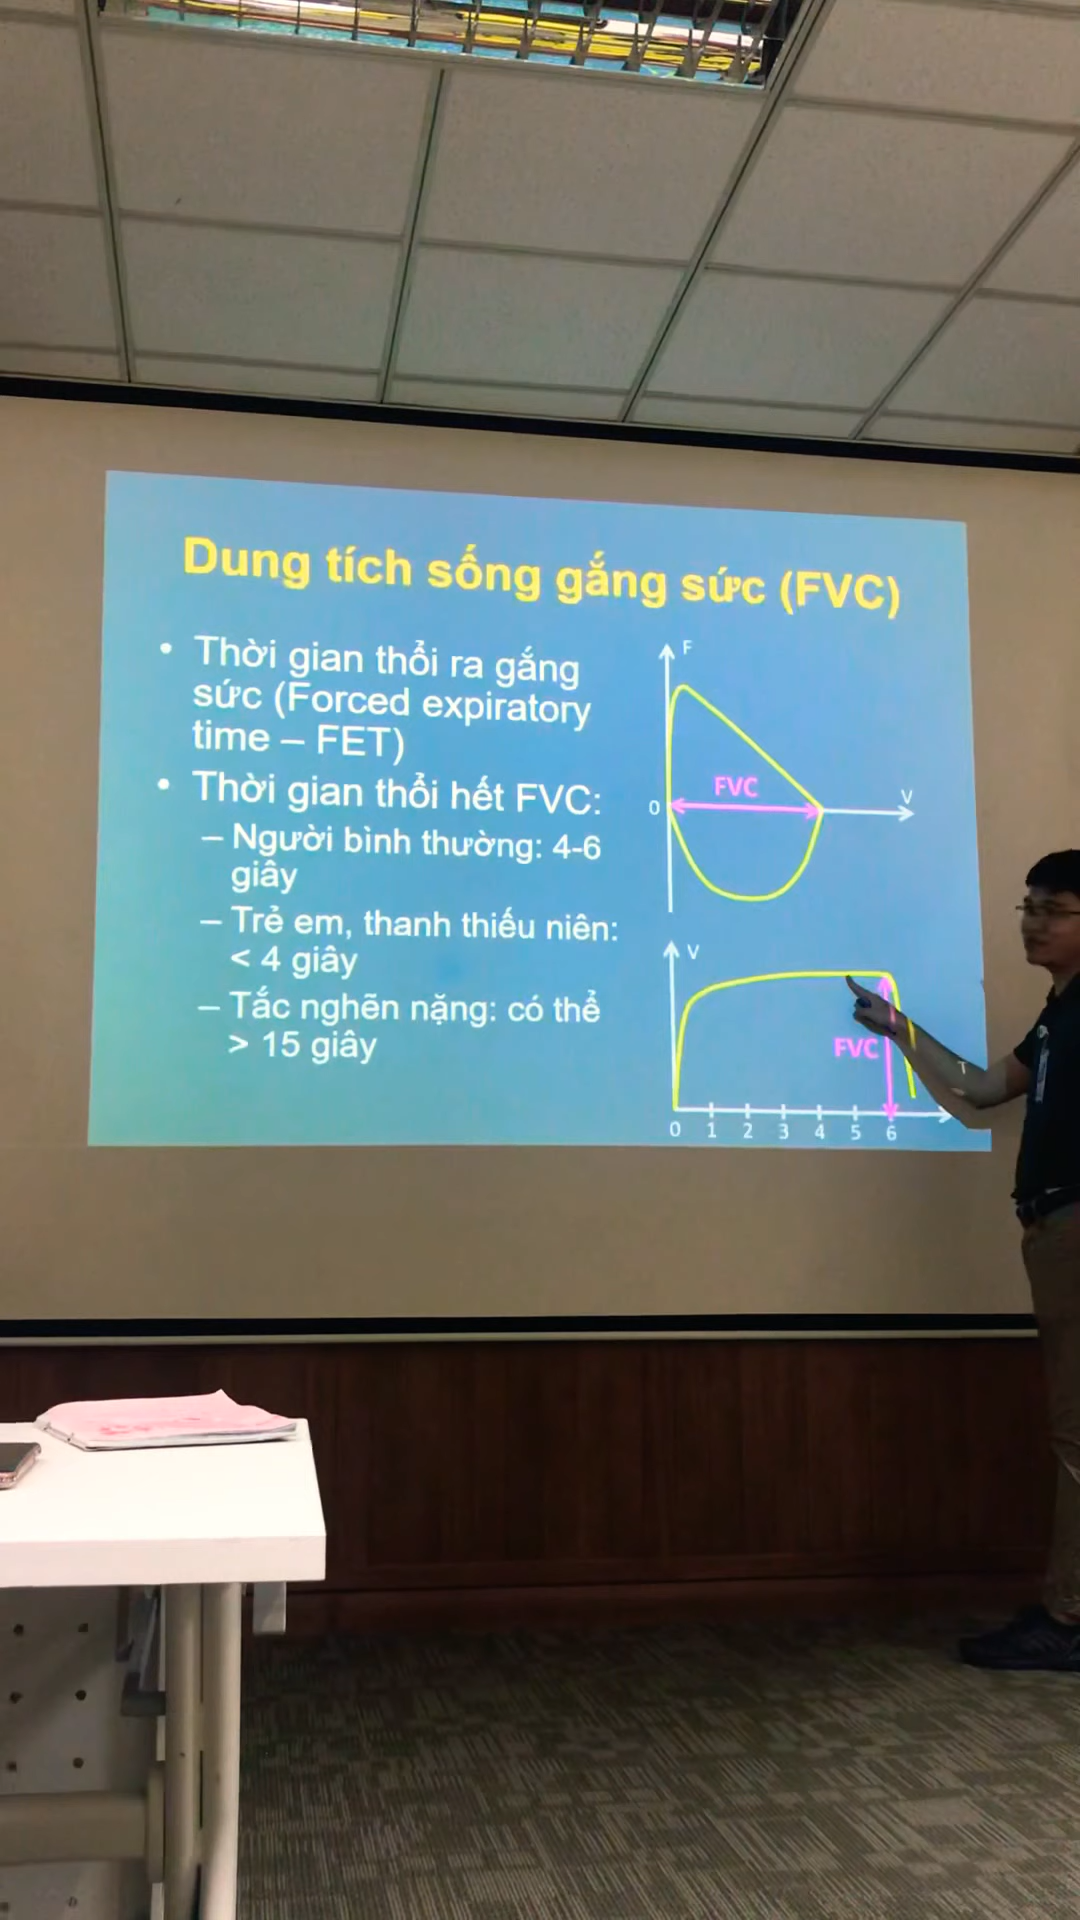 Dung tích sống gắng sức (FVC)
• Thời gian thổi ra gắng
sức (Forced expiratory
time – FET)
• Thời gian thổi hết FVC:
– Người bình thường: 4-6
giây
– Trẻ em, thanh thiếu niên:
< 4 giây
– Tắc nghẽn nặng: có thể
> 15 giây
F
FVC
0
V
V
FVC
T
0 1 2 3 4 5 6